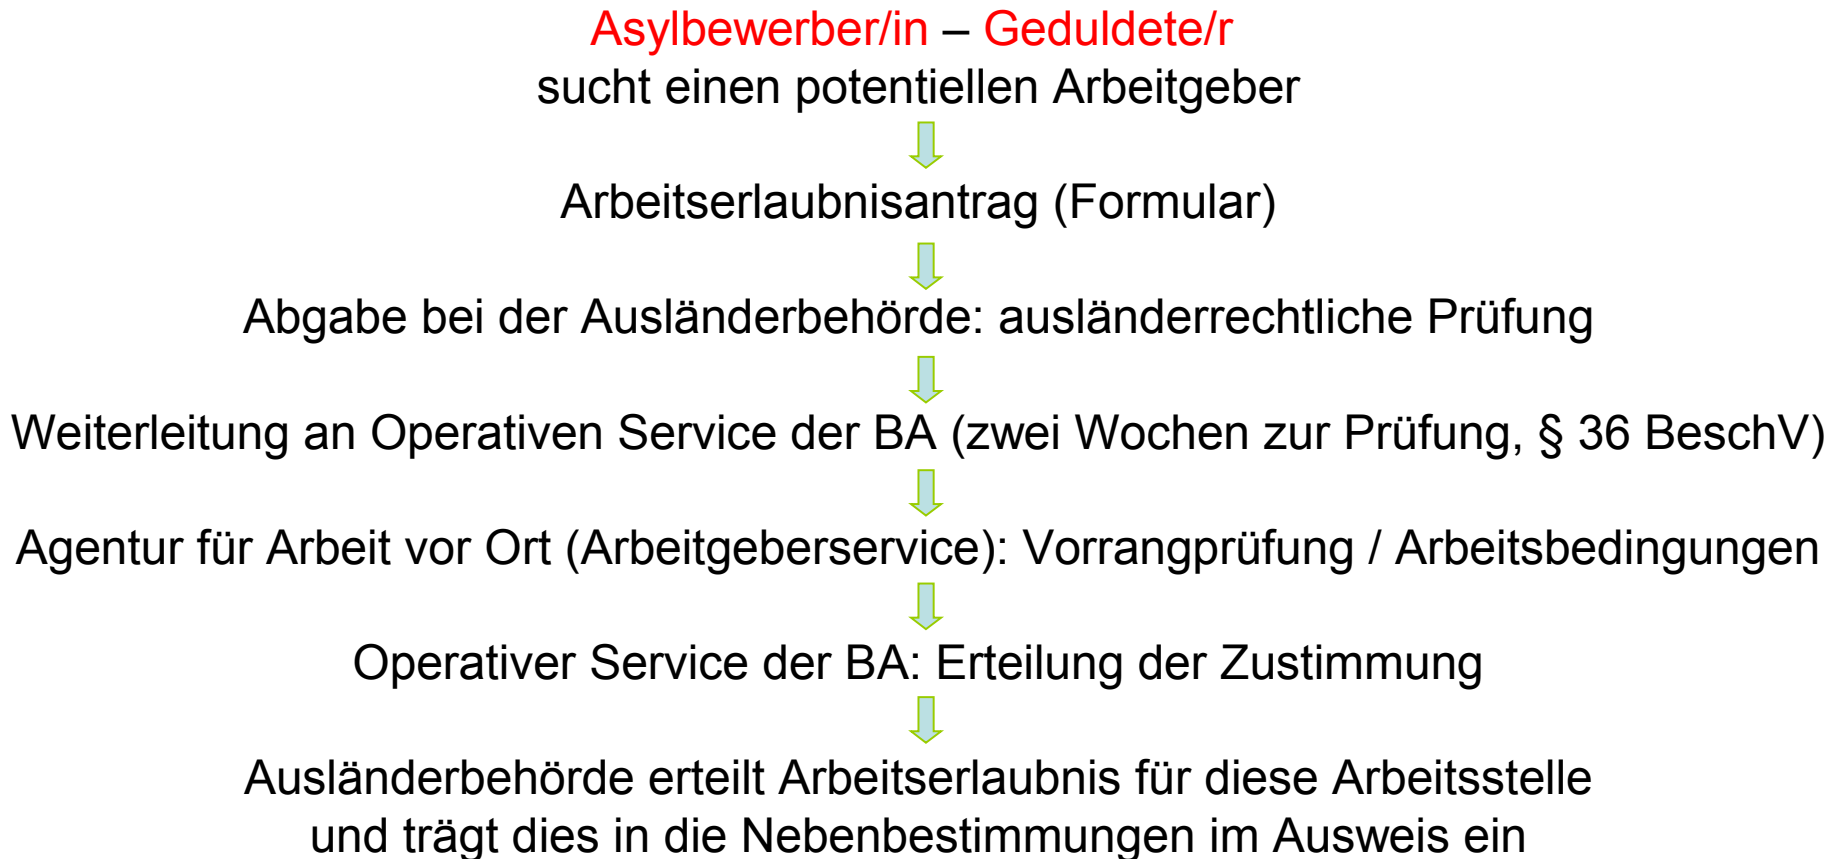 Asylbewerber/in – Geduldete/r
sucht einen potentiellen Arbeitgeber
Arbeitserlaubnisantrag (Formular)
Abgabe bei der Ausländerbehörde: ausländerrechtliche Prüfung
Weiterleitung an Operativen Service der BA (zwei Wochen zur Prüfung, § 36 BeschV)
Agentur für Arbeit vor Ort (Arbeitgeberservice): Vorrangprüfung / Arbeitsbedingungen
Operativer Service der BA: Erteilung der Zustimmung
Ausländerbehörde erteilt Arbeitserlaubnis für diese Arbeitsstelle
und trägt dies in die Nebenbestimmungen im Ausweis ein